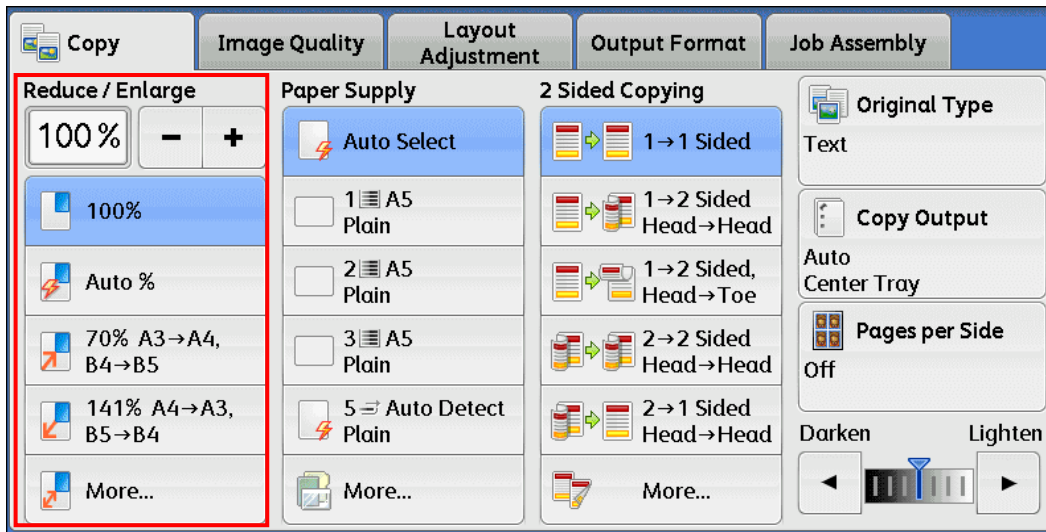 Copy
Image Quality
Layout
Adjustment
Output Format
Job Assembly
Reduce / Enlarge
100%
- +
100%
Auto %
70% A3→A4,
B4→B5
141% A4→A3,
B5→B4
More...
Paper Supply
Auto Select
1 A5
Plain
2 A5
Plain
3 A5
Plain
5 Auto Detect
Plain
More...
2 Sided Copying
1→1 Sided
1→2 Sided
Head→Head
1→2 Sided,
Head→Toe
2→2 Sided
Head→Head
2→1 Sided
Head→Head
More...
Original Type
Text
Copy Output
Auto
Center Tray
Pages per Side
Off
Darken Lighten